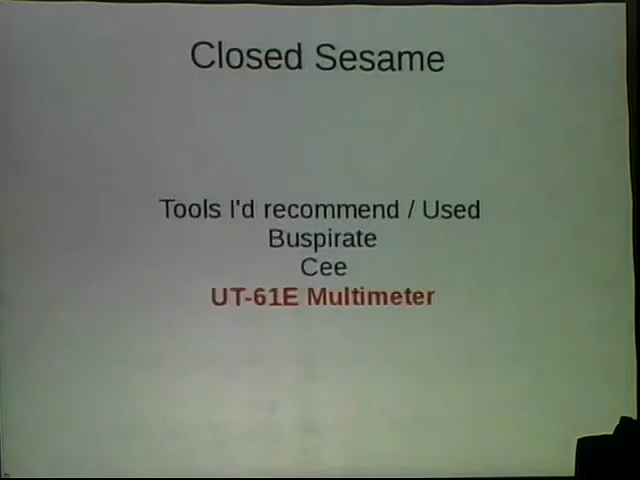 Closed Sesame
Tools I'd recommend / Used
Buspirate
Cee
UT-61E Multimeter